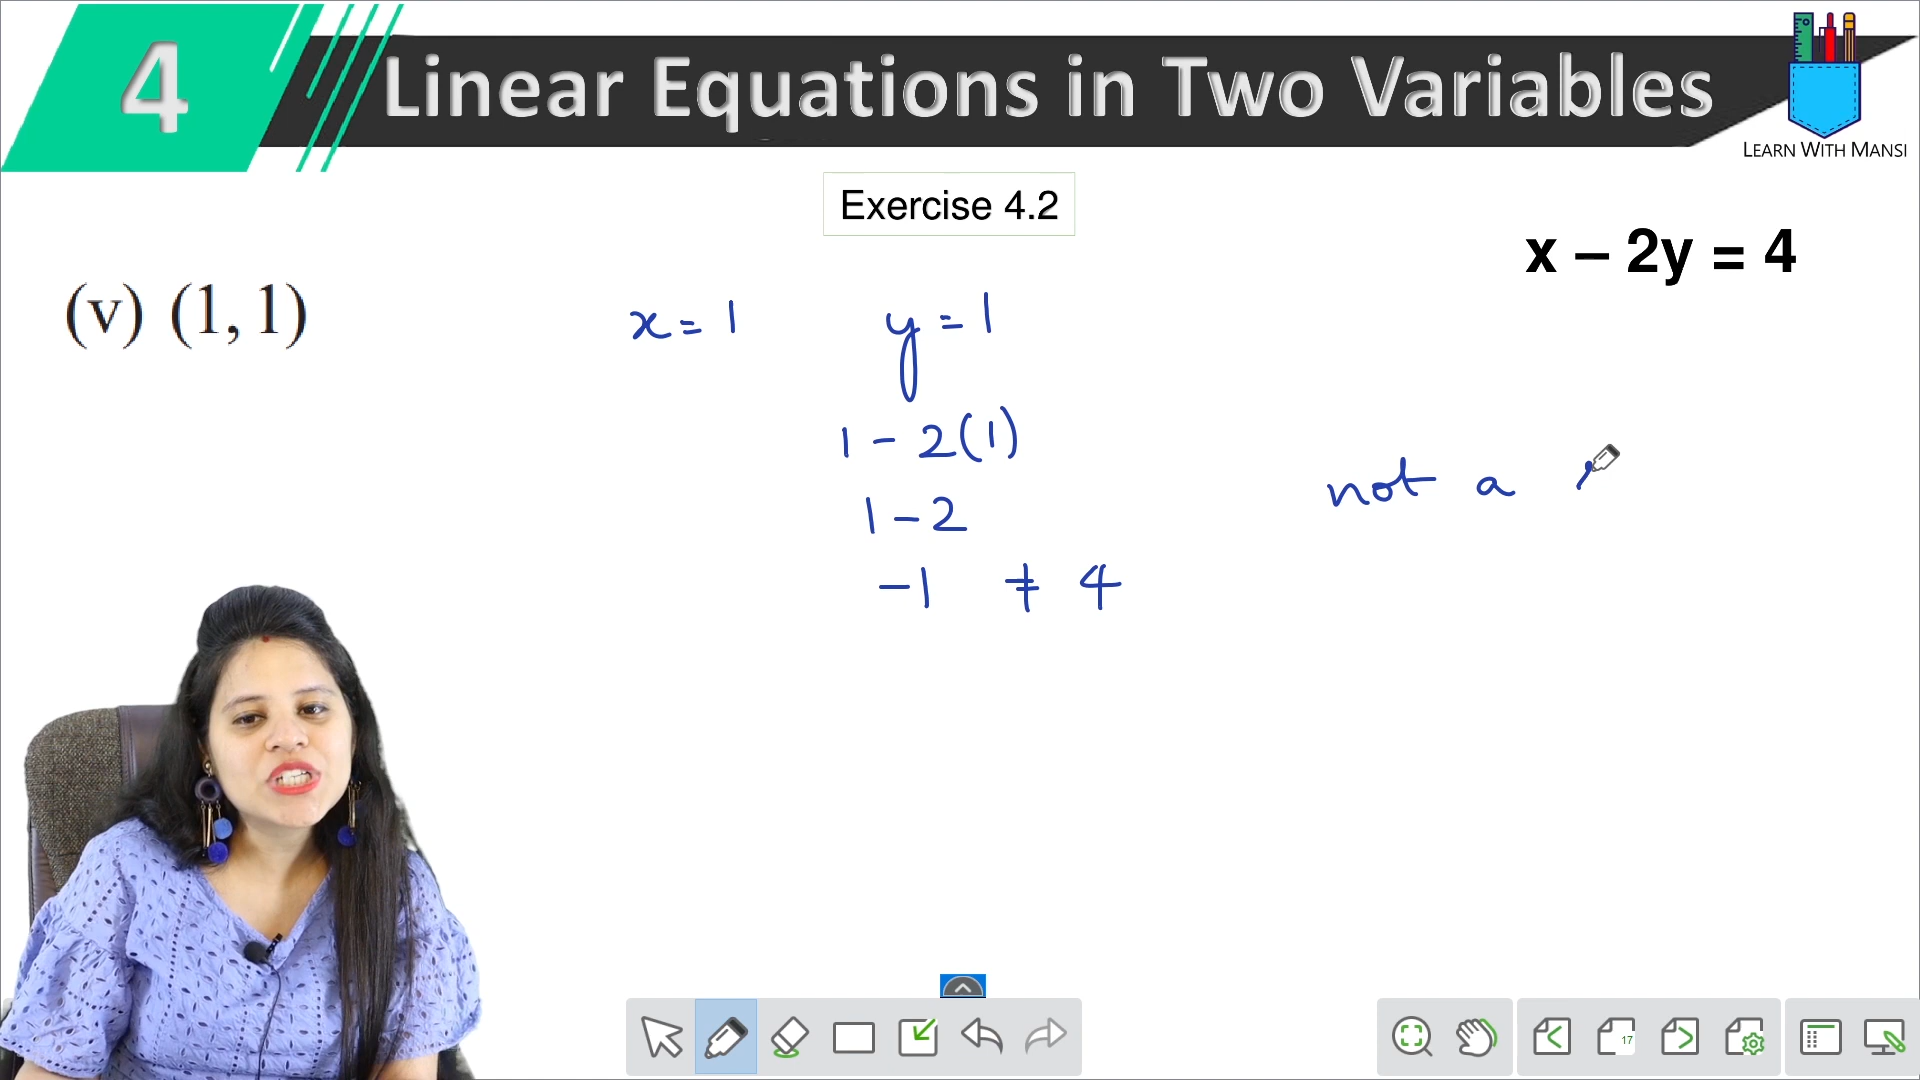 4 Linear Equations in Two Variables
LEARN WITH MANSI
Exercise 4.2
x – 2y = 4
(v) (1, 1)
x = 1 y = 1
1 - 2(1)
not a
1 - 2
-1 ≠ 4
17